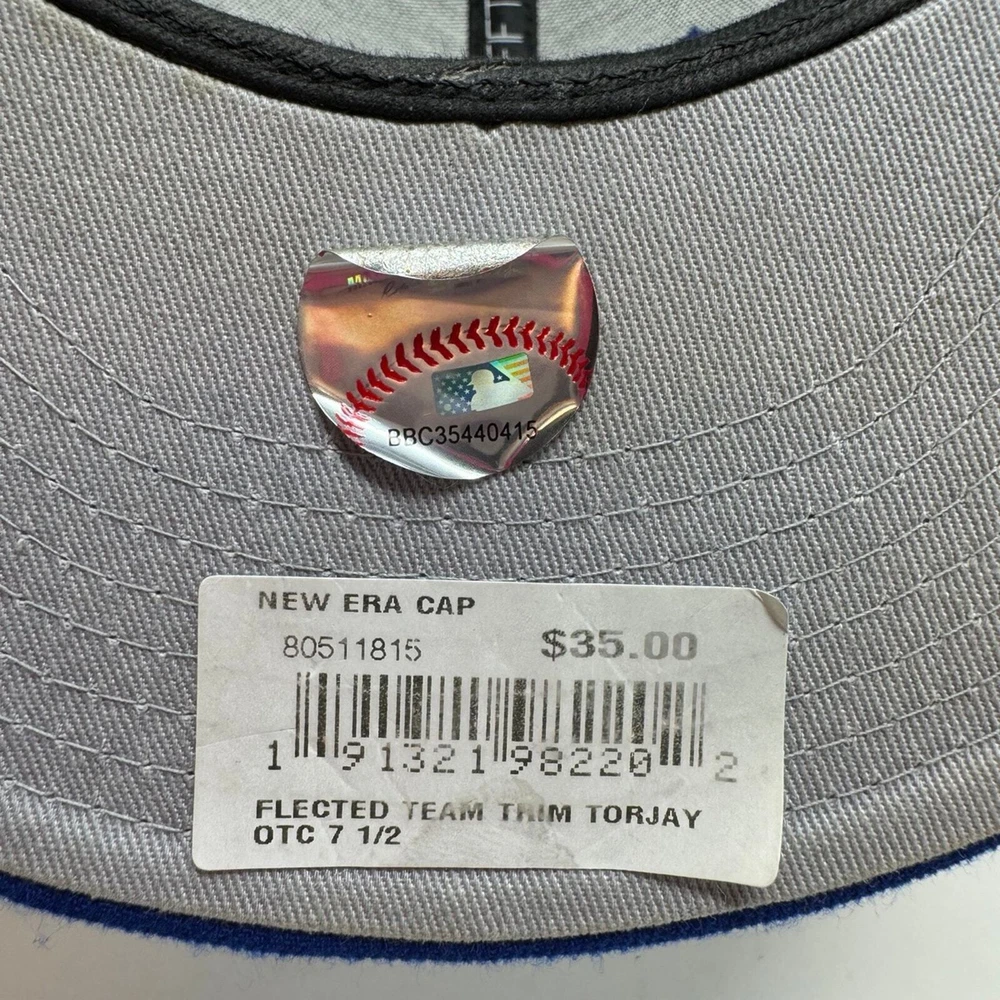 BBC35440415
NEW ERA CAP
80511815 $35.00
1 91321 98220 2
FLECTED TEAM TRIM TORJAY
OTC 7 1/2